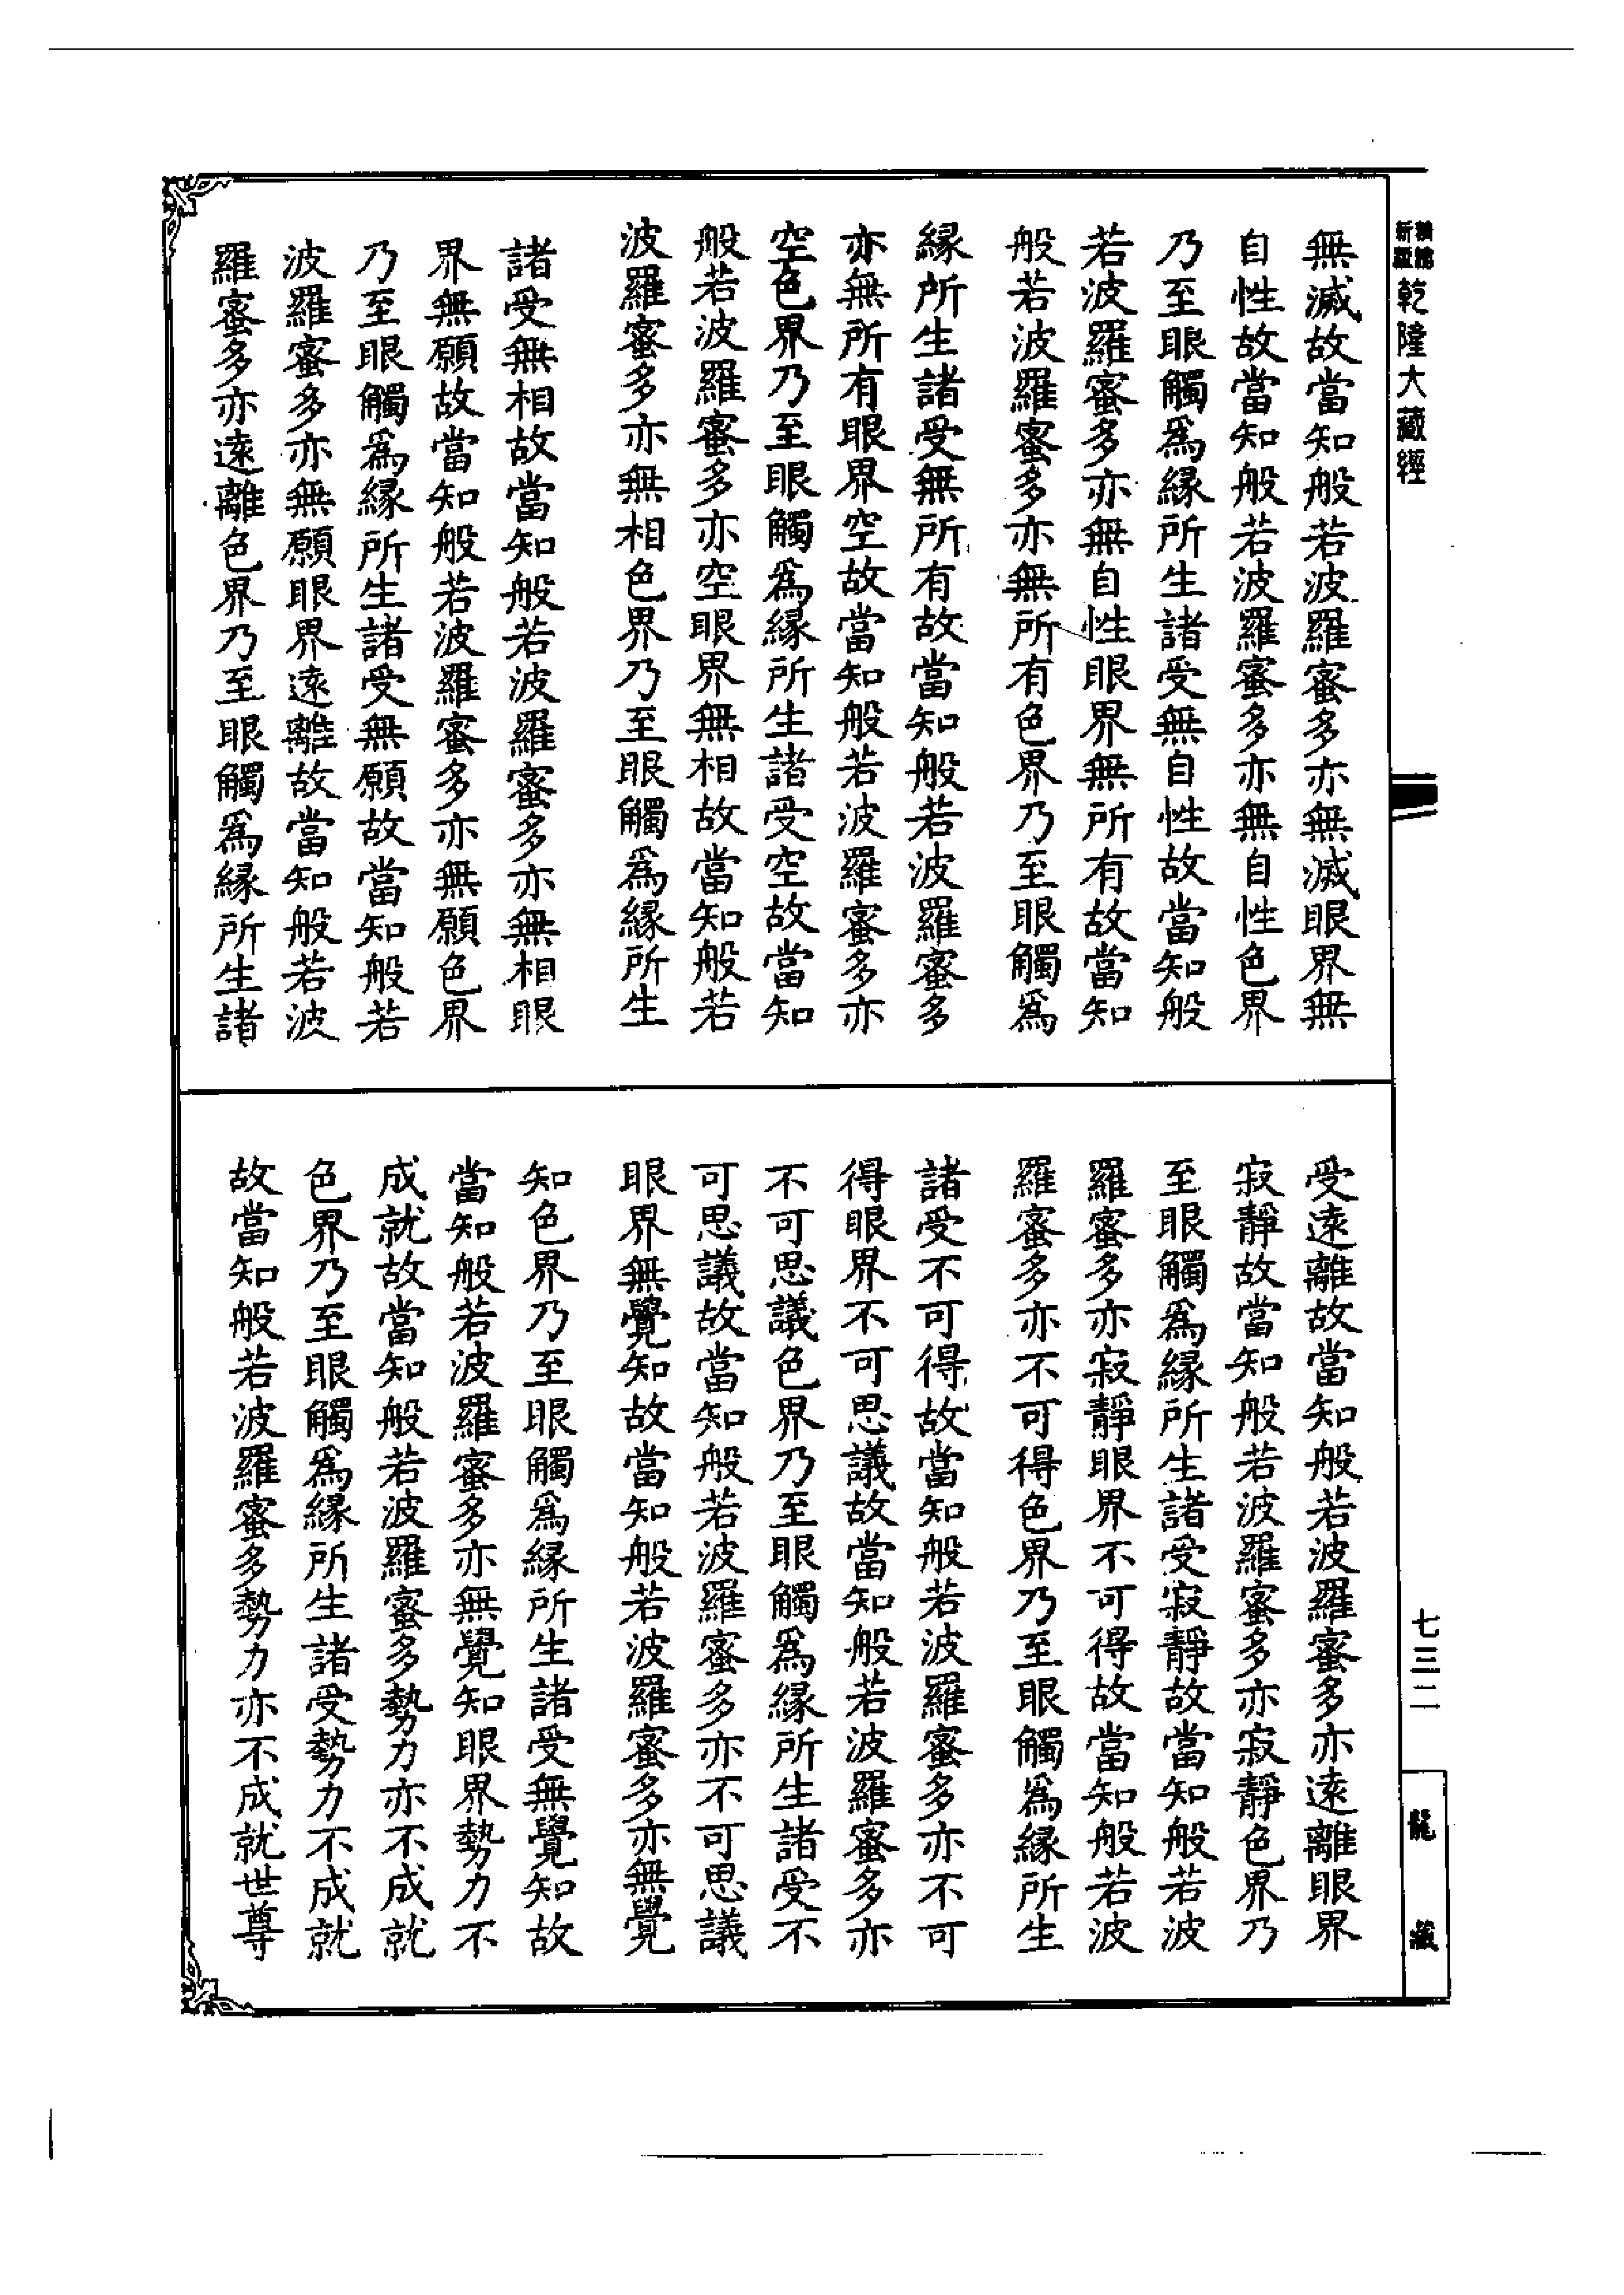 乾隆大藏經
無滅故當知般若波羅蜜多亦無滅眼界無
自性故當知般若波羅蜜多亦無自性色界
乃至眼觸爲緣所生諸受無自性故當知般
若波羅蜜多亦無自性眼界無所有故當知
般若波羅蜜多亦無所有色界乃至眼觸爲
緣所生諸受無所有故當知般若波羅蜜多
亦無所有眼界空故當知般若波羅蜜多亦
空色界乃至眼觸爲緣所生諸受空故當知
般若波羅蜜多亦空眼界無相故當知般若
波羅蜜多亦無相色界乃至眼觸爲緣所生
諸受無相故當知般若波羅蜜多亦無相眼
界無願故當知般若波羅蜜多亦無願色界
乃至眼觸爲緣所生諸受無願故當知般若
波羅蜜多亦無願眼界遠離故當知般若波
羅蜜多亦遠離色界乃至眼觸爲緣所生諸
受遠離故當知般若波羅蜜多亦遠離眼界
寂靜故當知般若波羅蜜多亦寂靜色界乃
至眼觸爲緣所生諸受寂靜故當知般若波
羅蜜多亦寂靜眼界不可得故當知般若波
羅蜜多亦不可得色界乃至眼觸爲緣所生
諸受不可得故當知般若波羅蜜多亦不可
得眼界不可思議故當知般若波羅蜜多亦
不可思議色界乃至眼觸爲緣所生諸受不
可思議故當知般若波羅蜜多亦不可思議
眼界無覺知故當知般若波羅蜜多亦無覺
知色界乃至眼觸爲緣所生諸受無覺知故
當知般若波羅蜜多亦無覺知眼界勢力不
成就故當知般若波羅蜜多勢力亦不成就
色界乃至眼觸爲緣所生諸受勢力不成就
故當知般若波羅蜜多勢力亦不成就世尊
七三二
龍藏